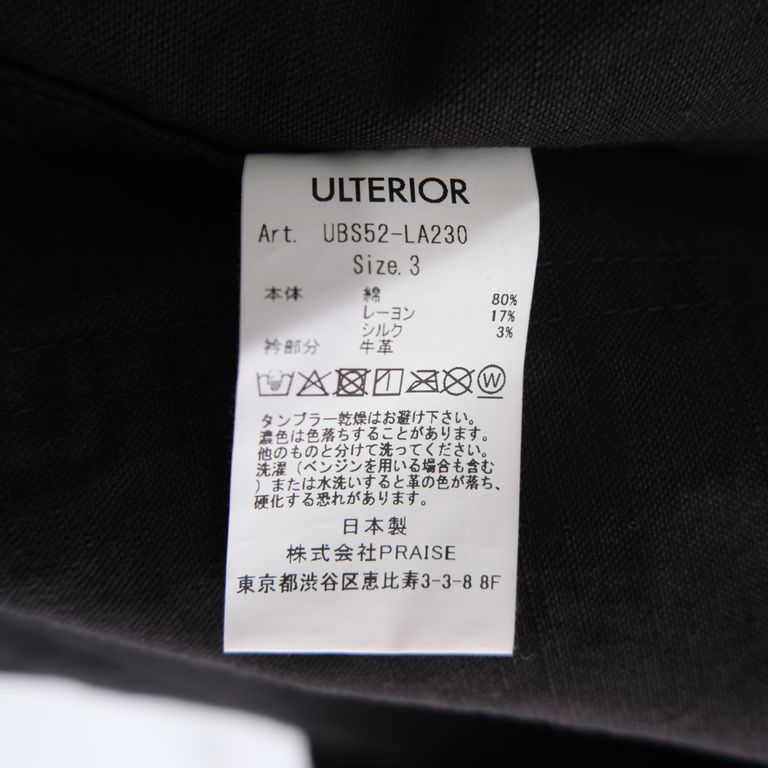 ULTERIOR
Art. UBS52-LA230
Size. 3
本体 綿 80%
レーヨン 17%
シルク 3%
衿部分 牛革
W
タンブラー乾燥はお避け下さい。
濃色は色落ちすることがあります。
他のものと分けて洗ってください。
洗濯（ベンジンを用いる場合も含む
）または水洗いすると革の色が落ち、
硬化する恐れがあります。
日本製
株式会社PRAISE
東京都渋谷区恵比寿3-3-8 8F